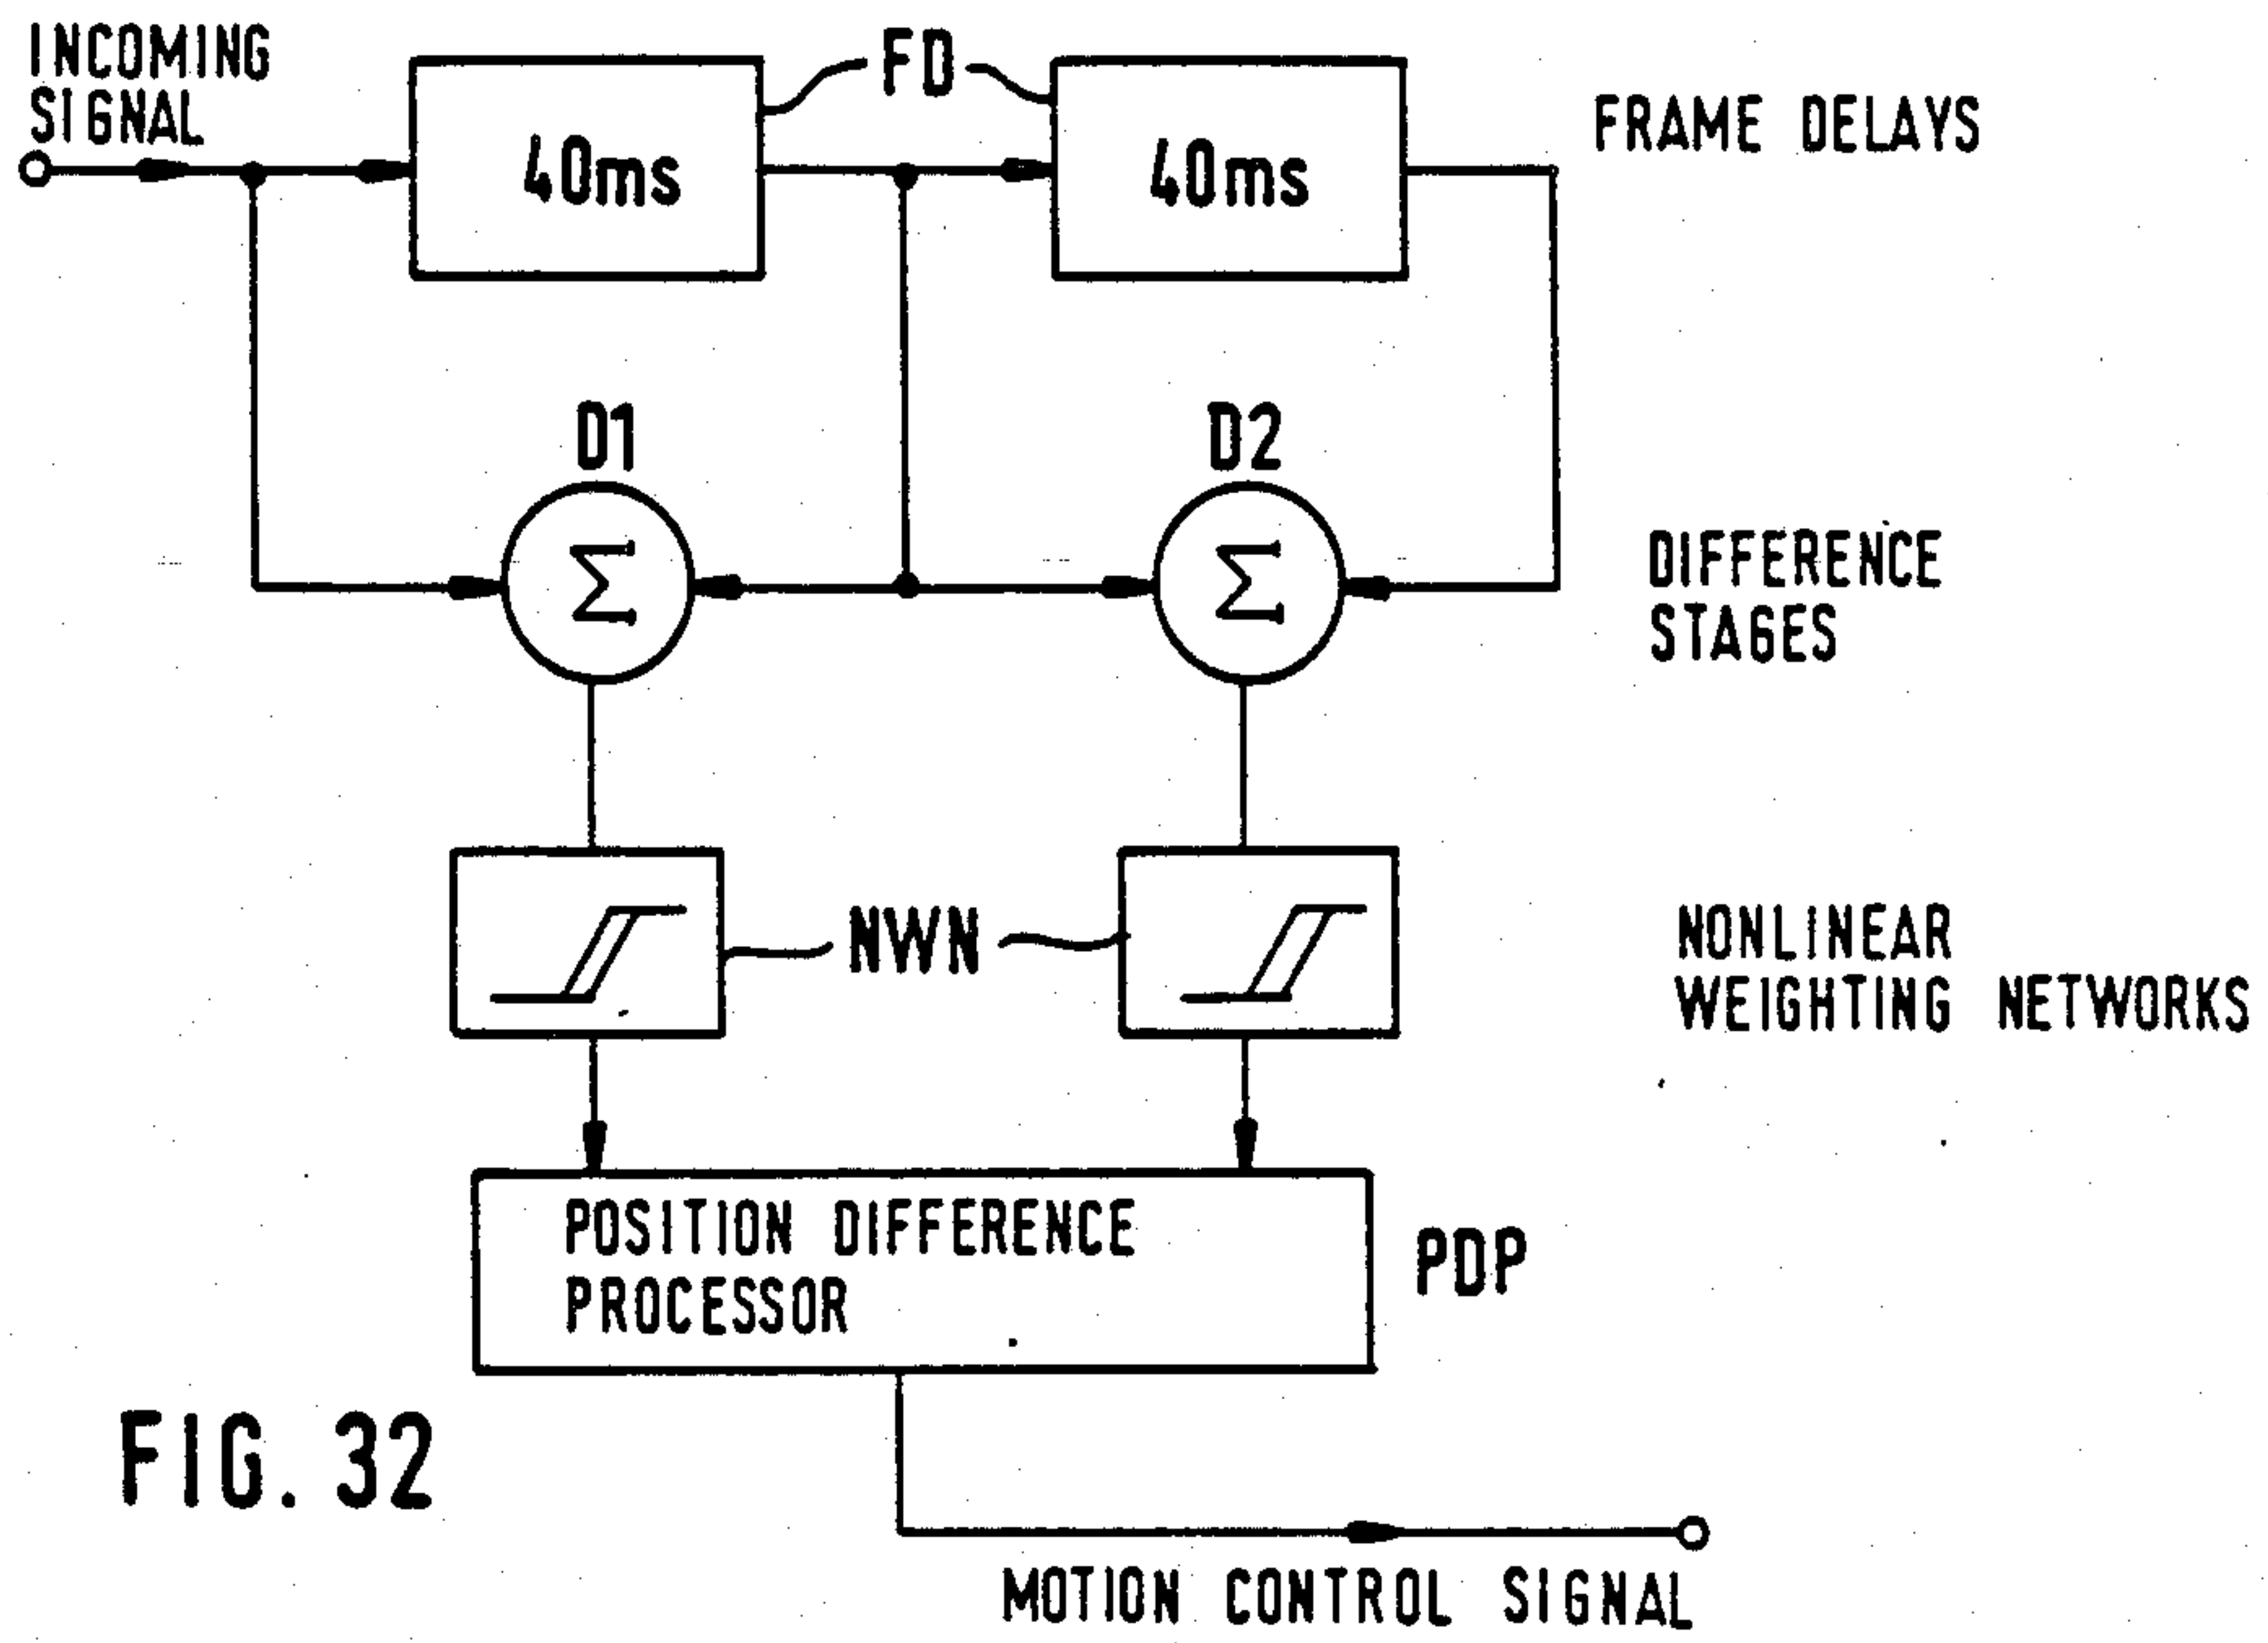 INCOMING
SIGNAL
FD
40ms
40ms
FRAME DELAYS
D1
D2
Σ
Σ
DIFFERENCE
STAGES
NWN
NONLINEAR
WEIGHTING NETWORKS
POSITION DIFFERENCE
PROCESSOR
PDP
FIG. 32
MOTION CONTROL SIGNAL